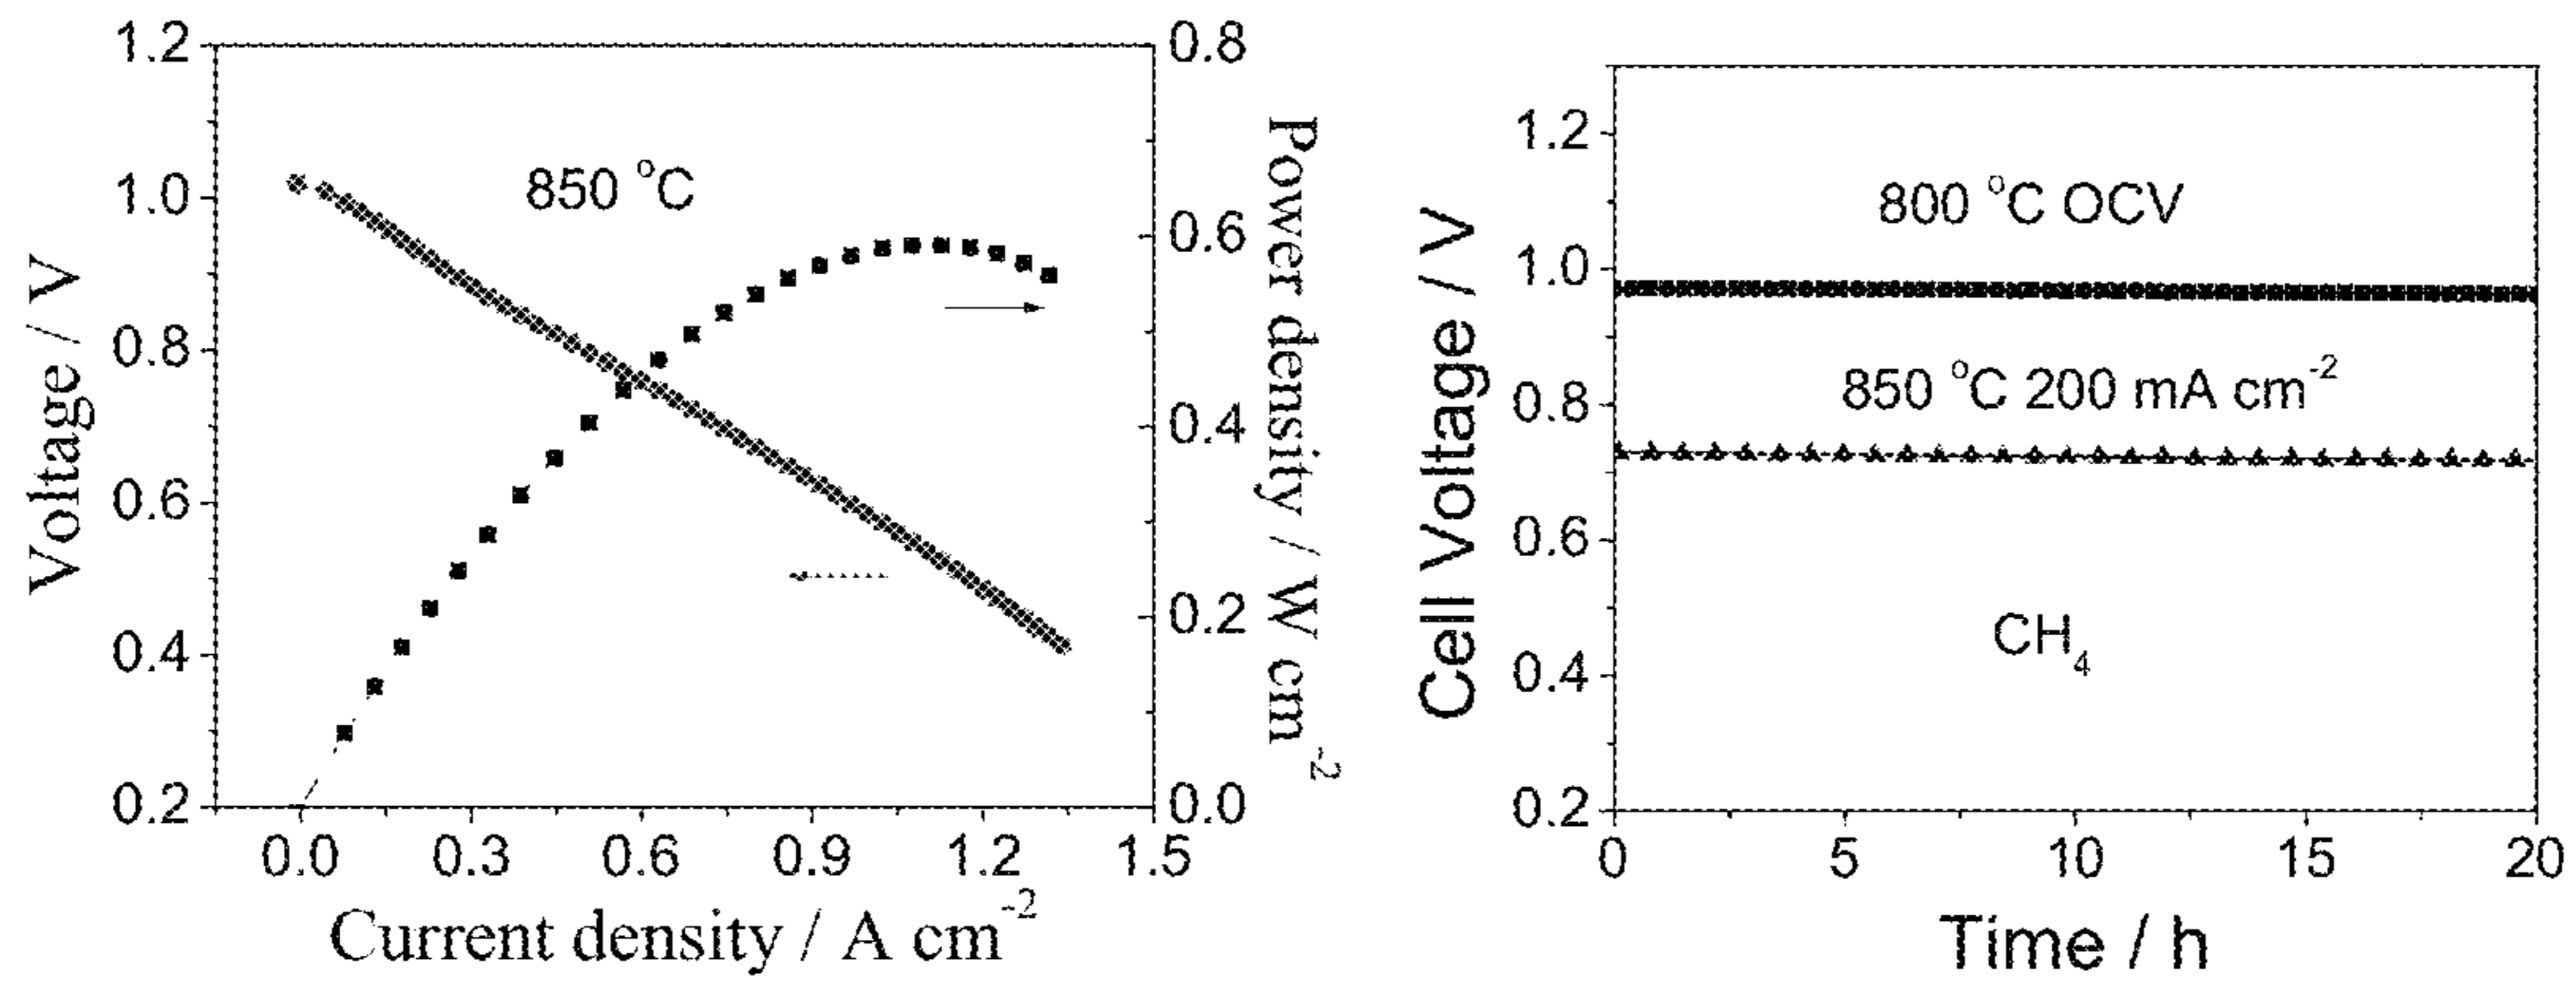 1.2
1.0
0.8
0.6
0.4
0.2
Voltage / V
850 °C
0.8
0.6
0.4
0.2
0.0
Power density / W cm⁻²
0.0 0.3 0.6 0.9 1.2 1.5
Current density / A cm⁻²
1.2
1.0
0.8
0.6
0.4
0.2
Cell Voltage / V
800 °C OCV
850 °C 200 mA cm⁻²
CH₄
0 5 10 15 20
Time / h